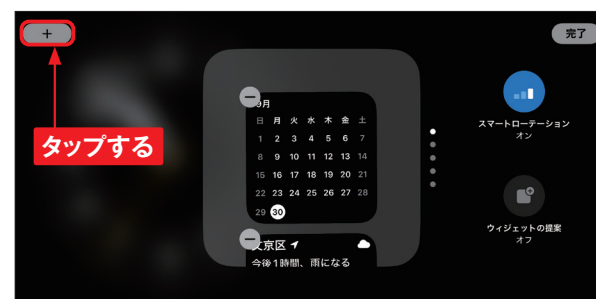 +
完了
タップする
9月
日 月 火 水 木 金 土
1 2 3 4 5 6 7
8 9 10 11 12 13 14
15 16 17 18 19 20 21
22 23 24 25 26 27 28
29 30
文京区
今後1時間、雨になる
スマートローテーション
オン
ウィジェットの提案
オフ